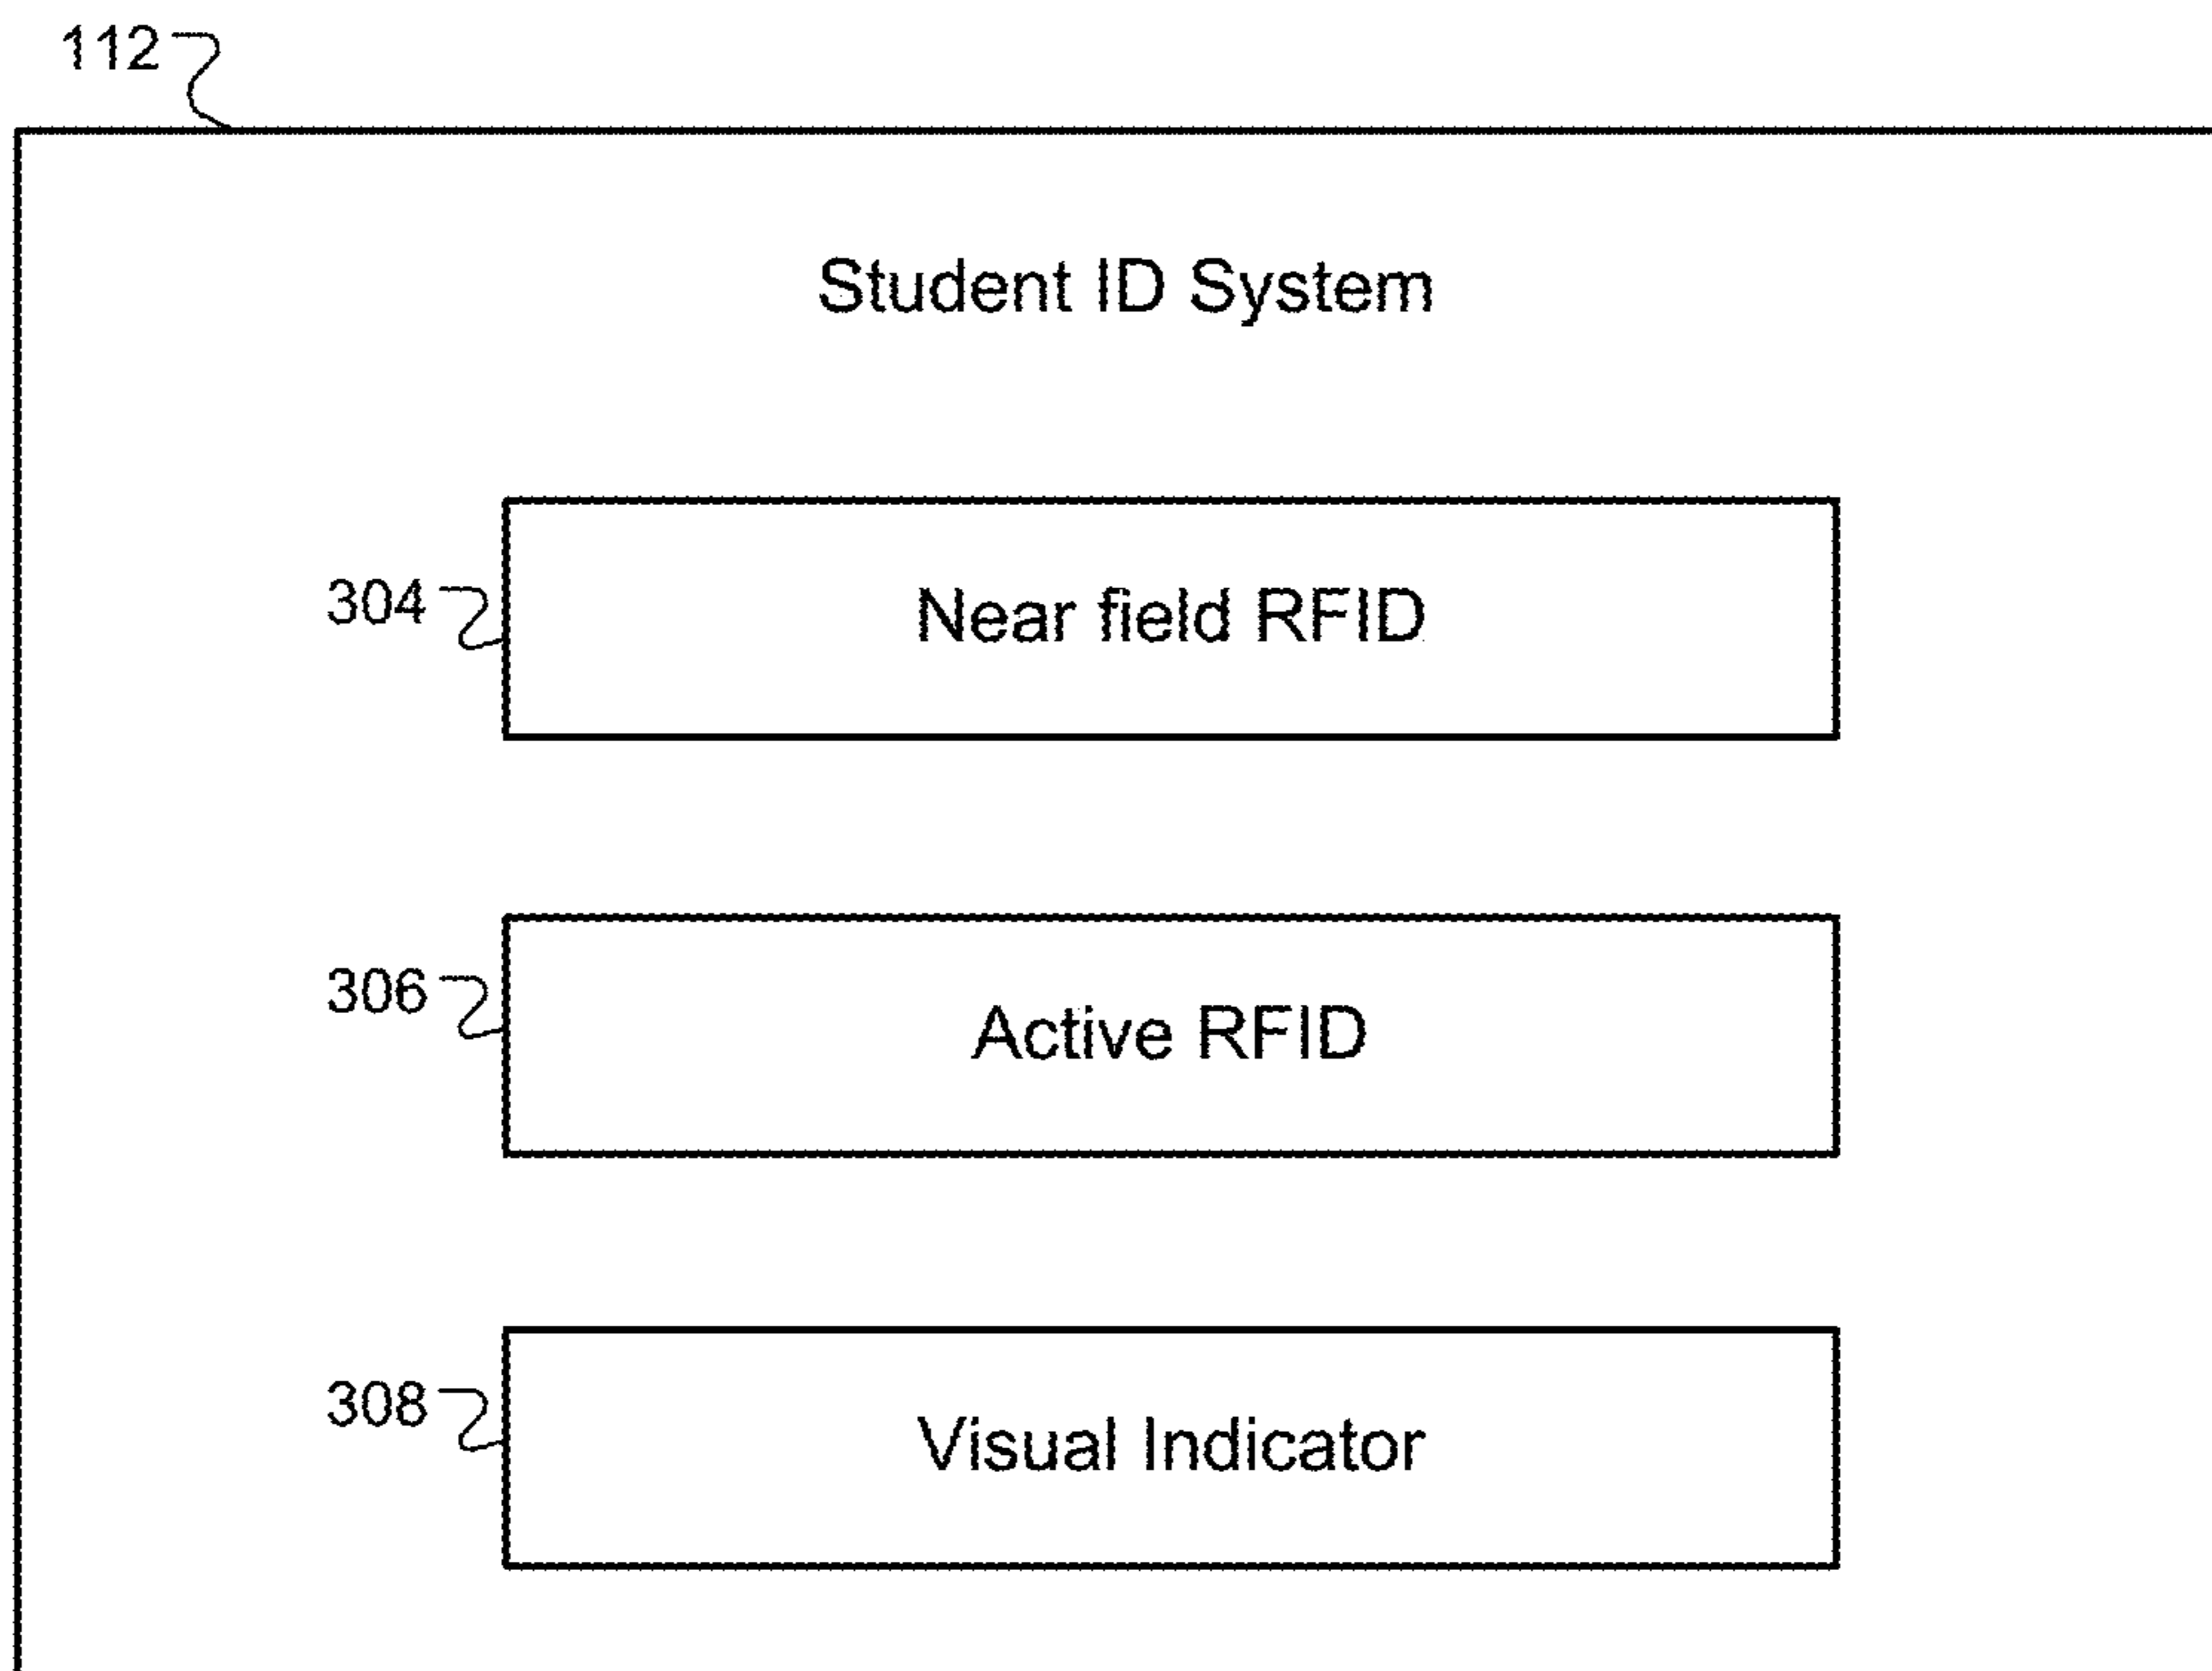 112
Student ID System
304
Near field RFID
306
Active RFID
308
Visual Indicator